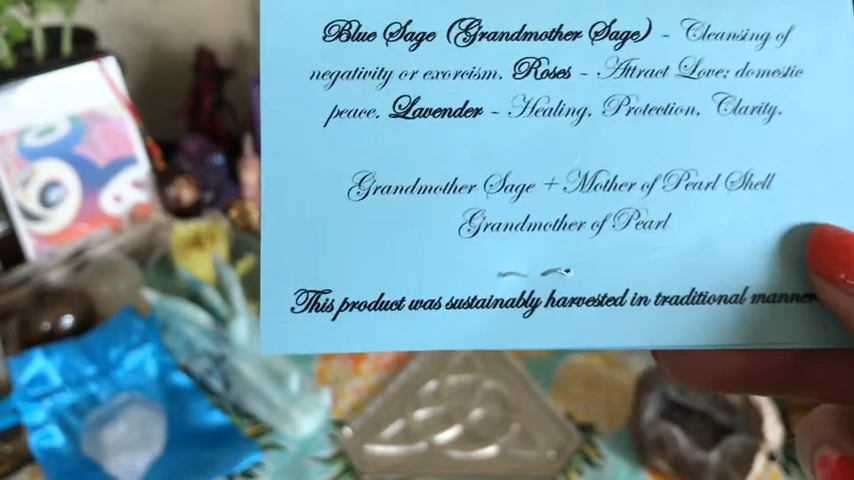 Blue Sage (Grandmother Sage) - Cleansing of
negativity or exorcism. Roses - Attract Love; domestic
peace. Lavender - Healing, Protection, Clarity.
Grandmother Sage + Mother of Pearl Shell
Grandmother of Pearl
This product was sustainably harvested in traditional manner